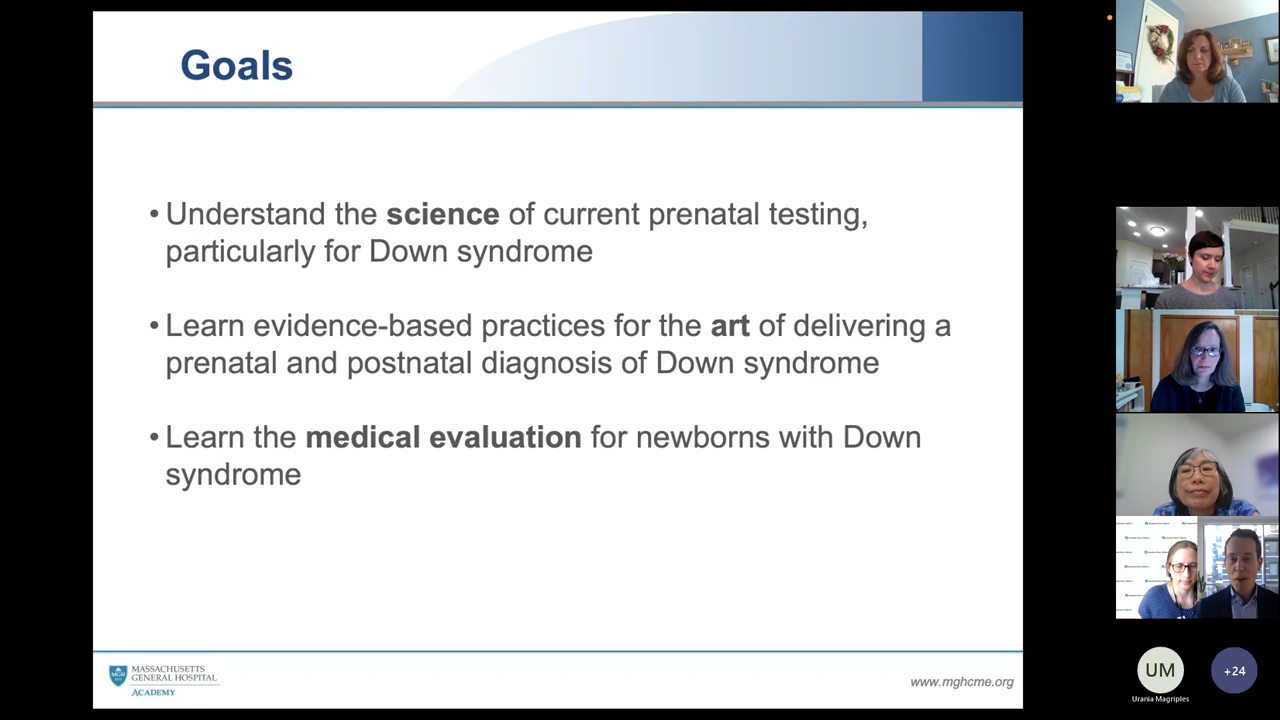 Goals
• Understand the science of current prenatal testing,
particularly for Down syndrome
• Learn evidence-based practices for the art of delivering a
prenatal and postnatal diagnosis of Down syndrome
• Learn the medical evaluation for newborns with Down
syndrome
MGH
MASSACHUSETTS
GENERAL HOSPITAL
ACADEMY
www.mghcme.org
UM
+24
Urania Magriples